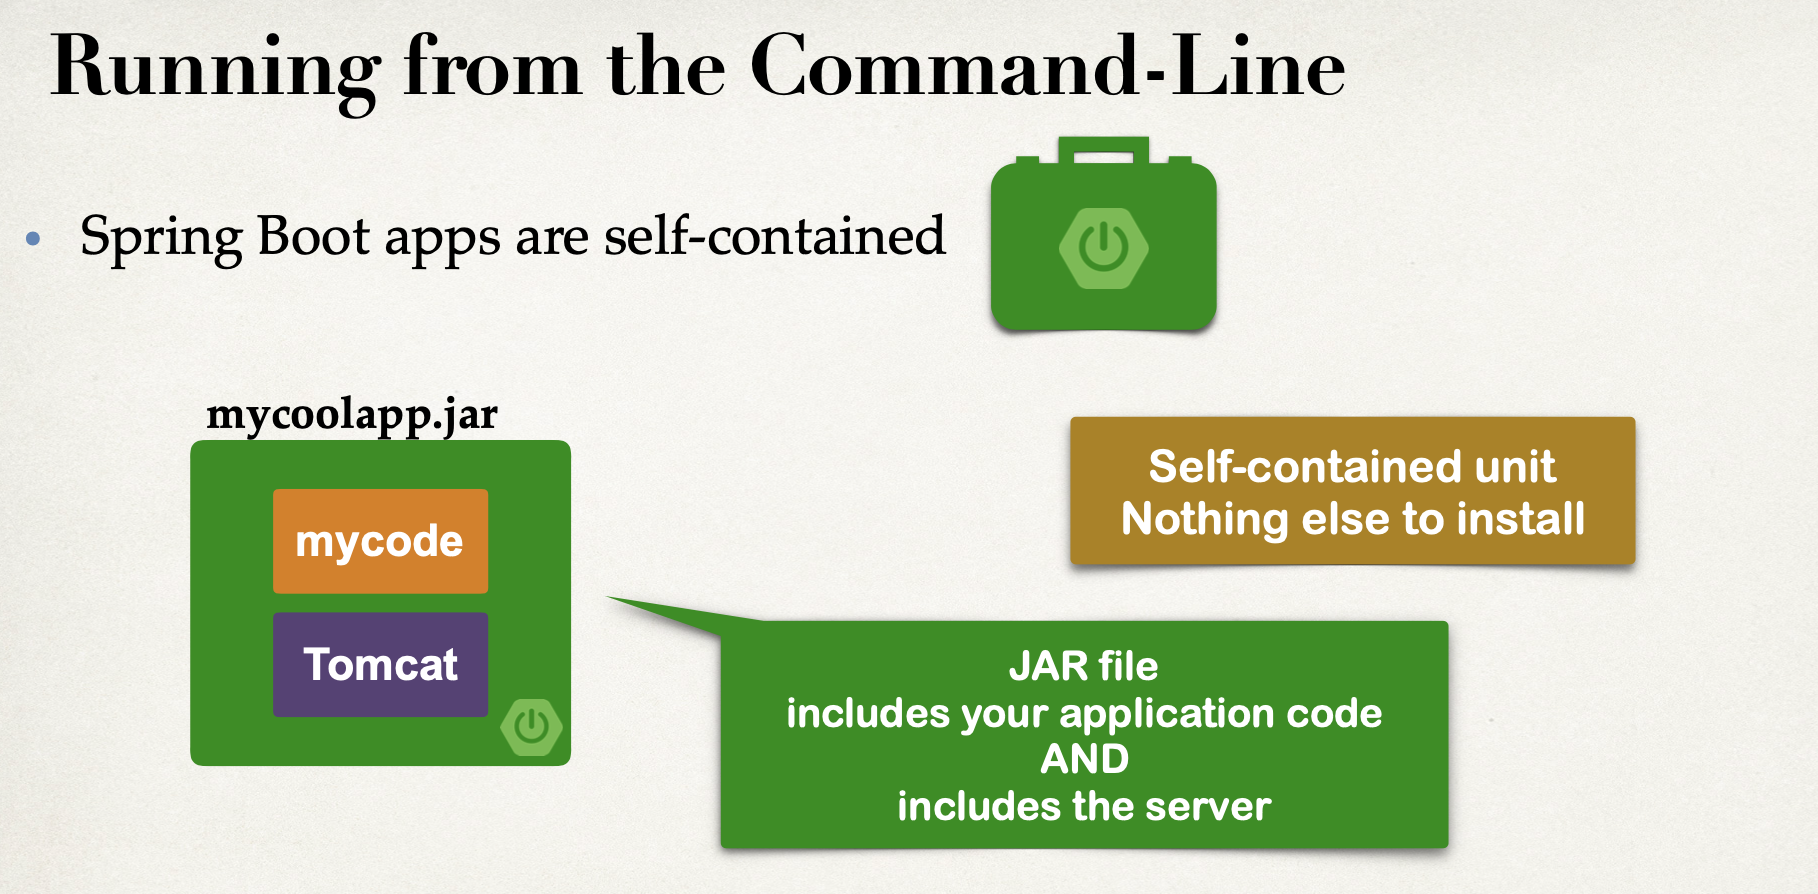 Running from the Command-Line
• Spring Boot apps are self-contained
mycoolapp.jar
mycode
Tomcat
Self-contained unit
Nothing else to install
JAR file
includes your application code
AND
includes the server